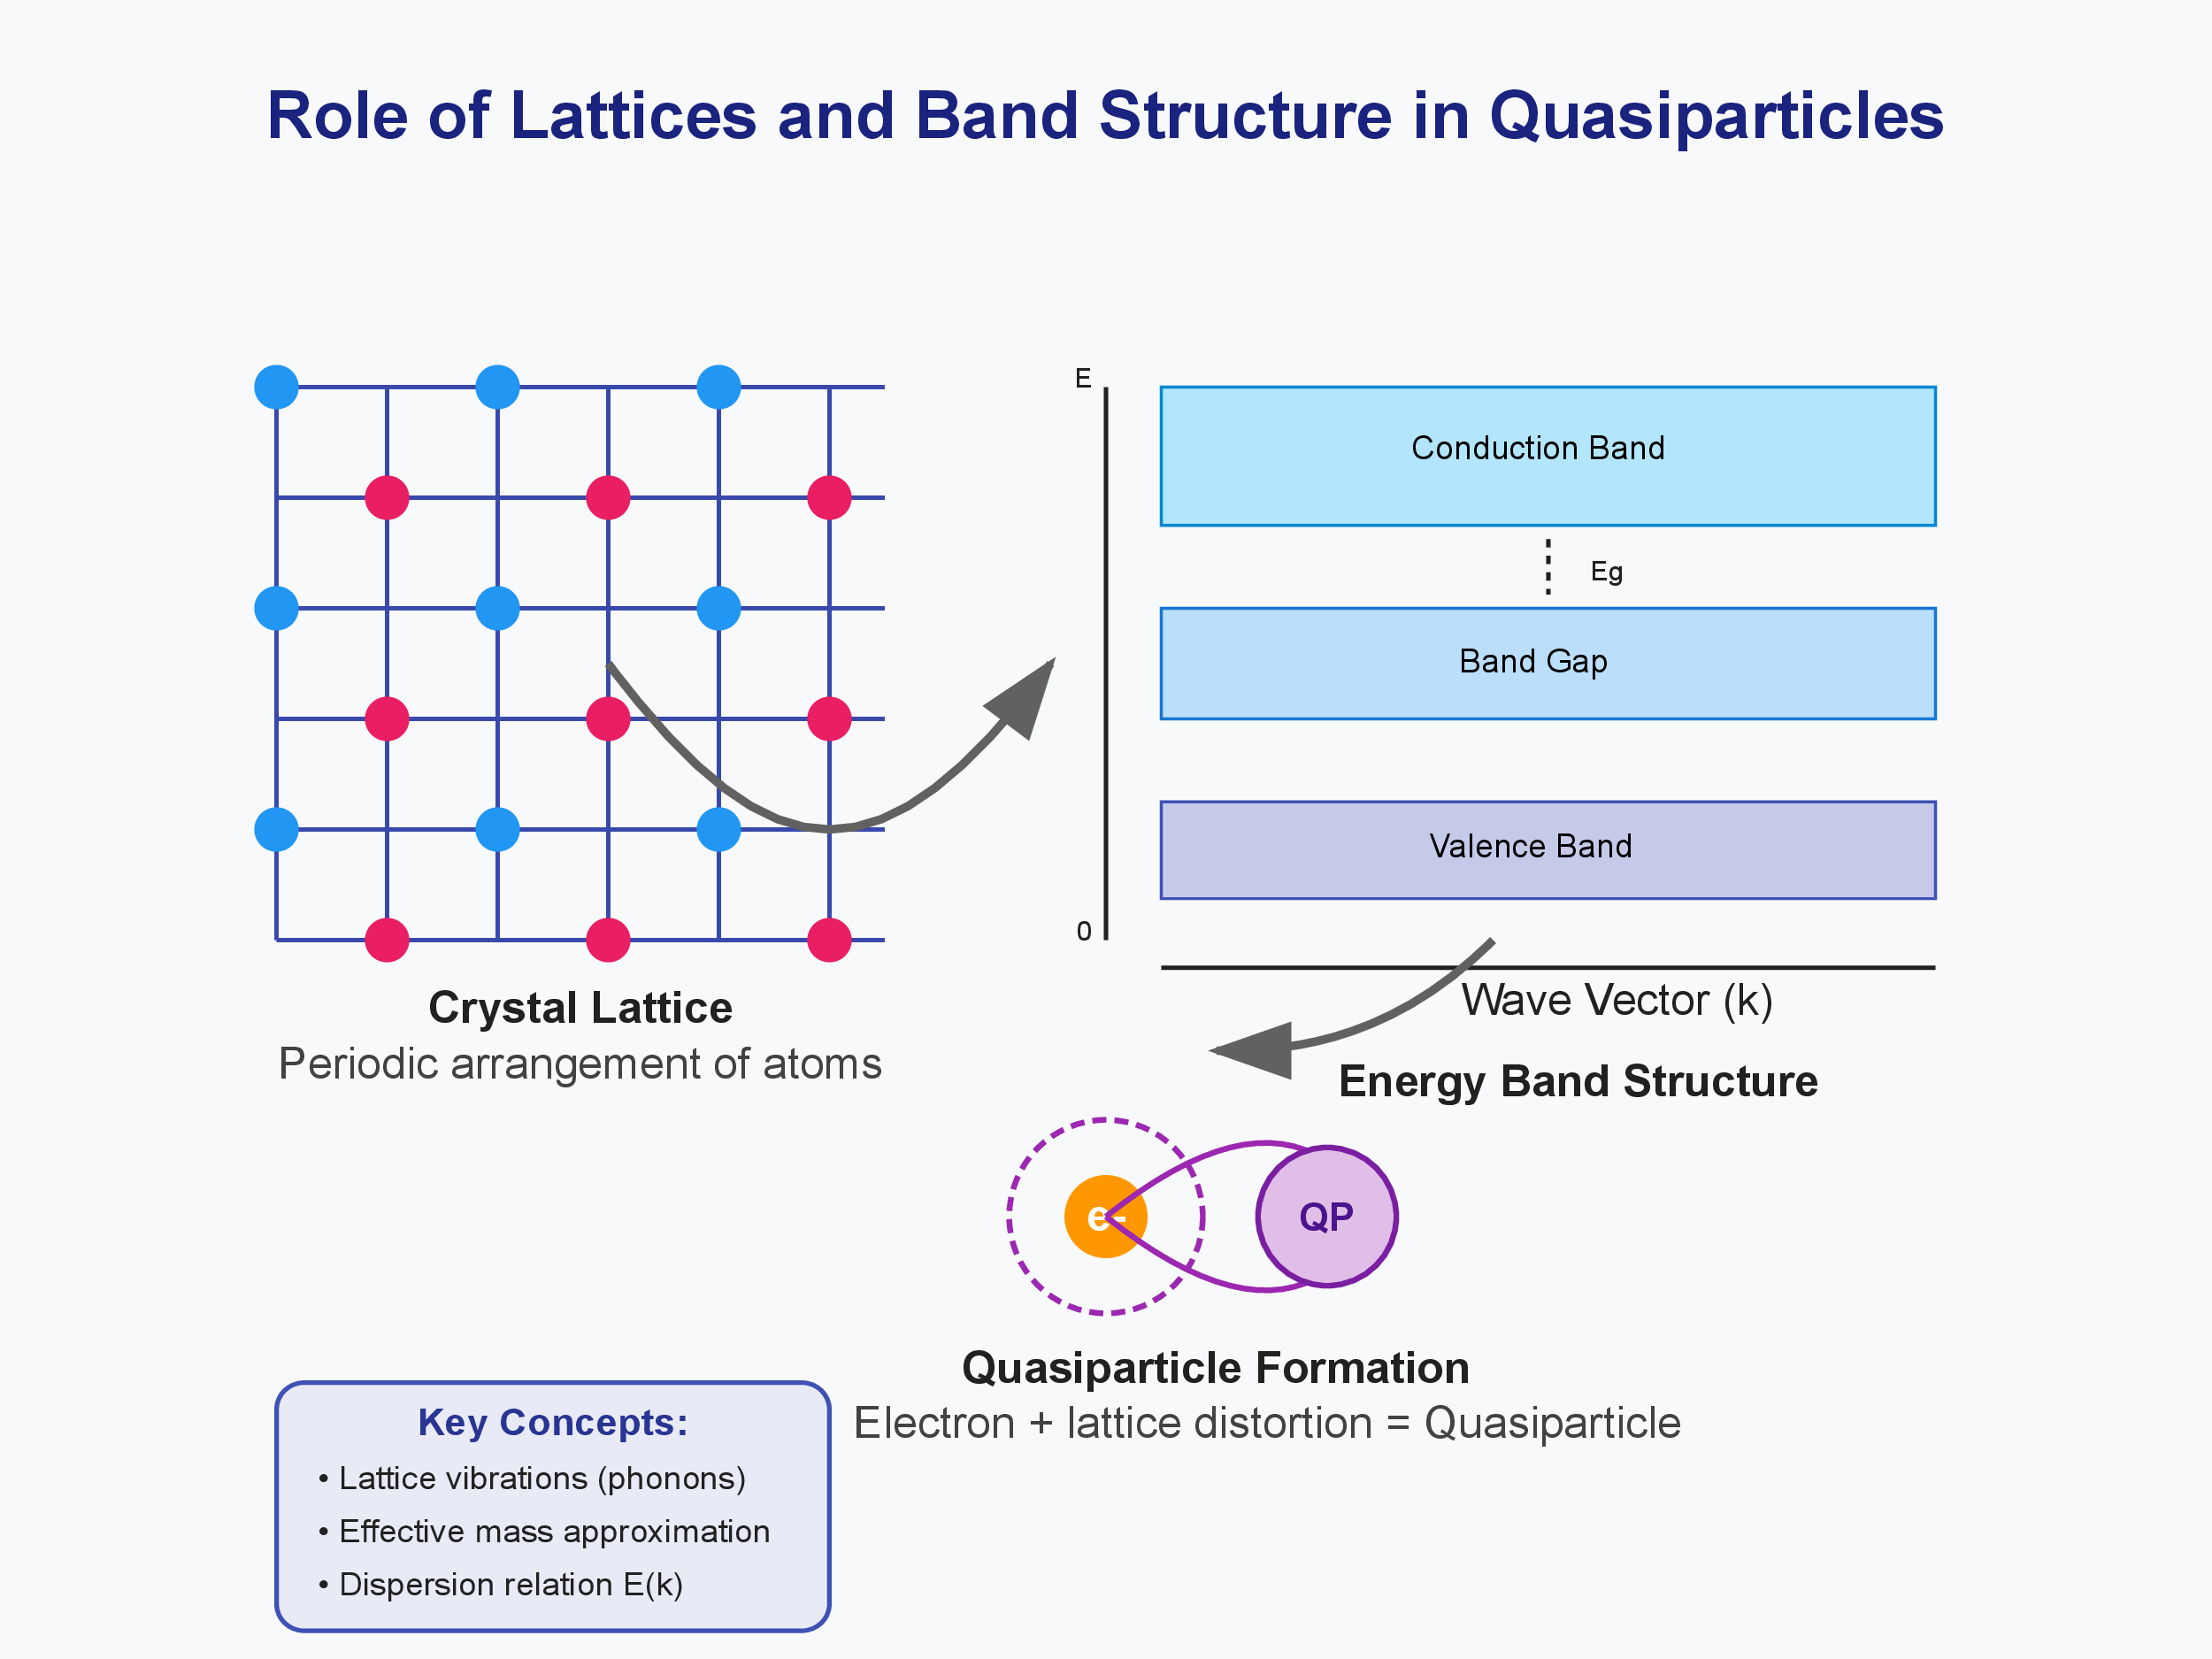 Role of Lattices and Band Structure in Quasiparticles
E
Conduction Band
Eg
Band Gap
Valence Band
0
Wave Vector (k)
Energy Band Structure
Crystal Lattice
Periodic arrangement of atoms
e-
QP
Quasiparticle Formation
Electron + lattice distortion = Quasiparticle
Key Concepts:
• Lattice vibrations (phonons)
• Effective mass approximation
• Dispersion relation E(k)